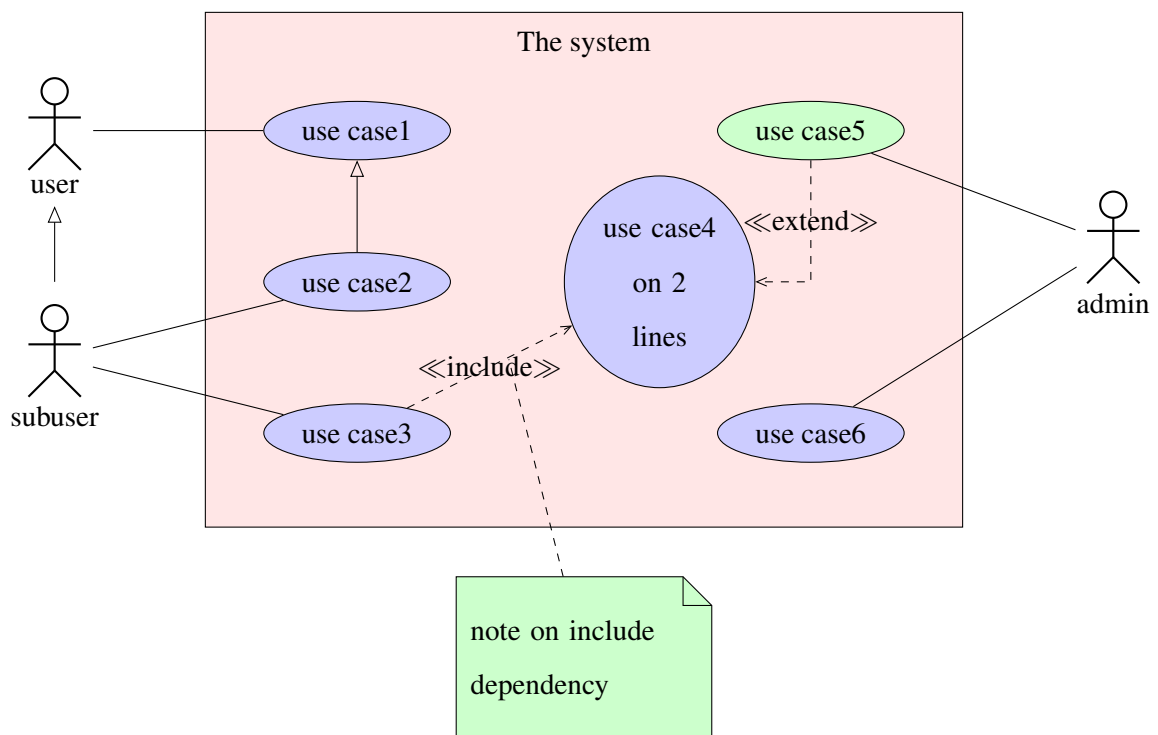 The system
user
use case1
use case5
use case4
on 2
lines
≪extend≫
use case2
admin
subuser
≪include≫
use case3
use case6
note on include
dependency